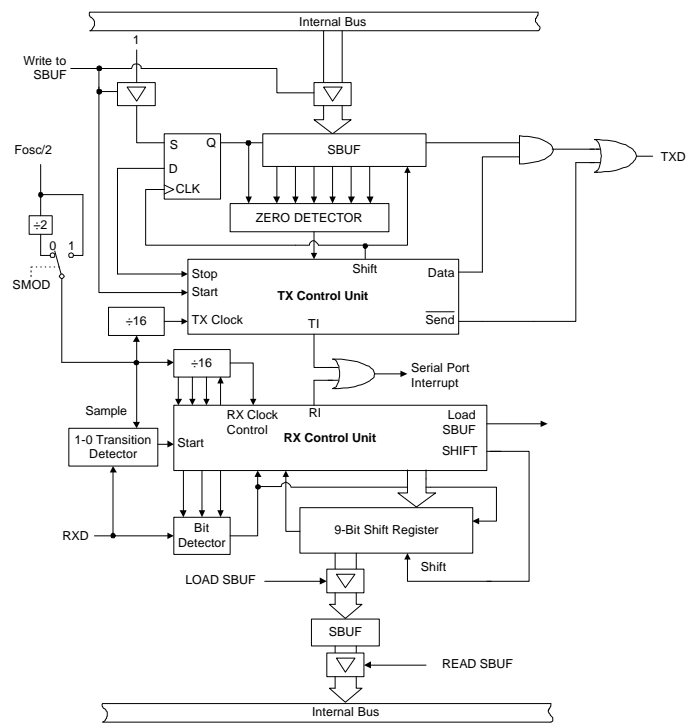 Internal Bus
1
Write to
SBUF
S Q
D
CLK
SBUF
TXD
Fosc/2
÷2
0 1
SMOD
ZERO DETECTOR
Shift
Stop
Start
TX Clock
TX Control Unit
TI
Data
Send
÷16
÷16
Serial Port
Interrupt
Sample
1-0 Transition
Detector
Start
RX Clock
Control
RI
RX Control Unit
Load
SBUF
SHIFT
RXD
Bit
Detector
9-Bit Shift Register
Shift
LOAD SBUF
SBUF
READ SBUF
Internal Bus